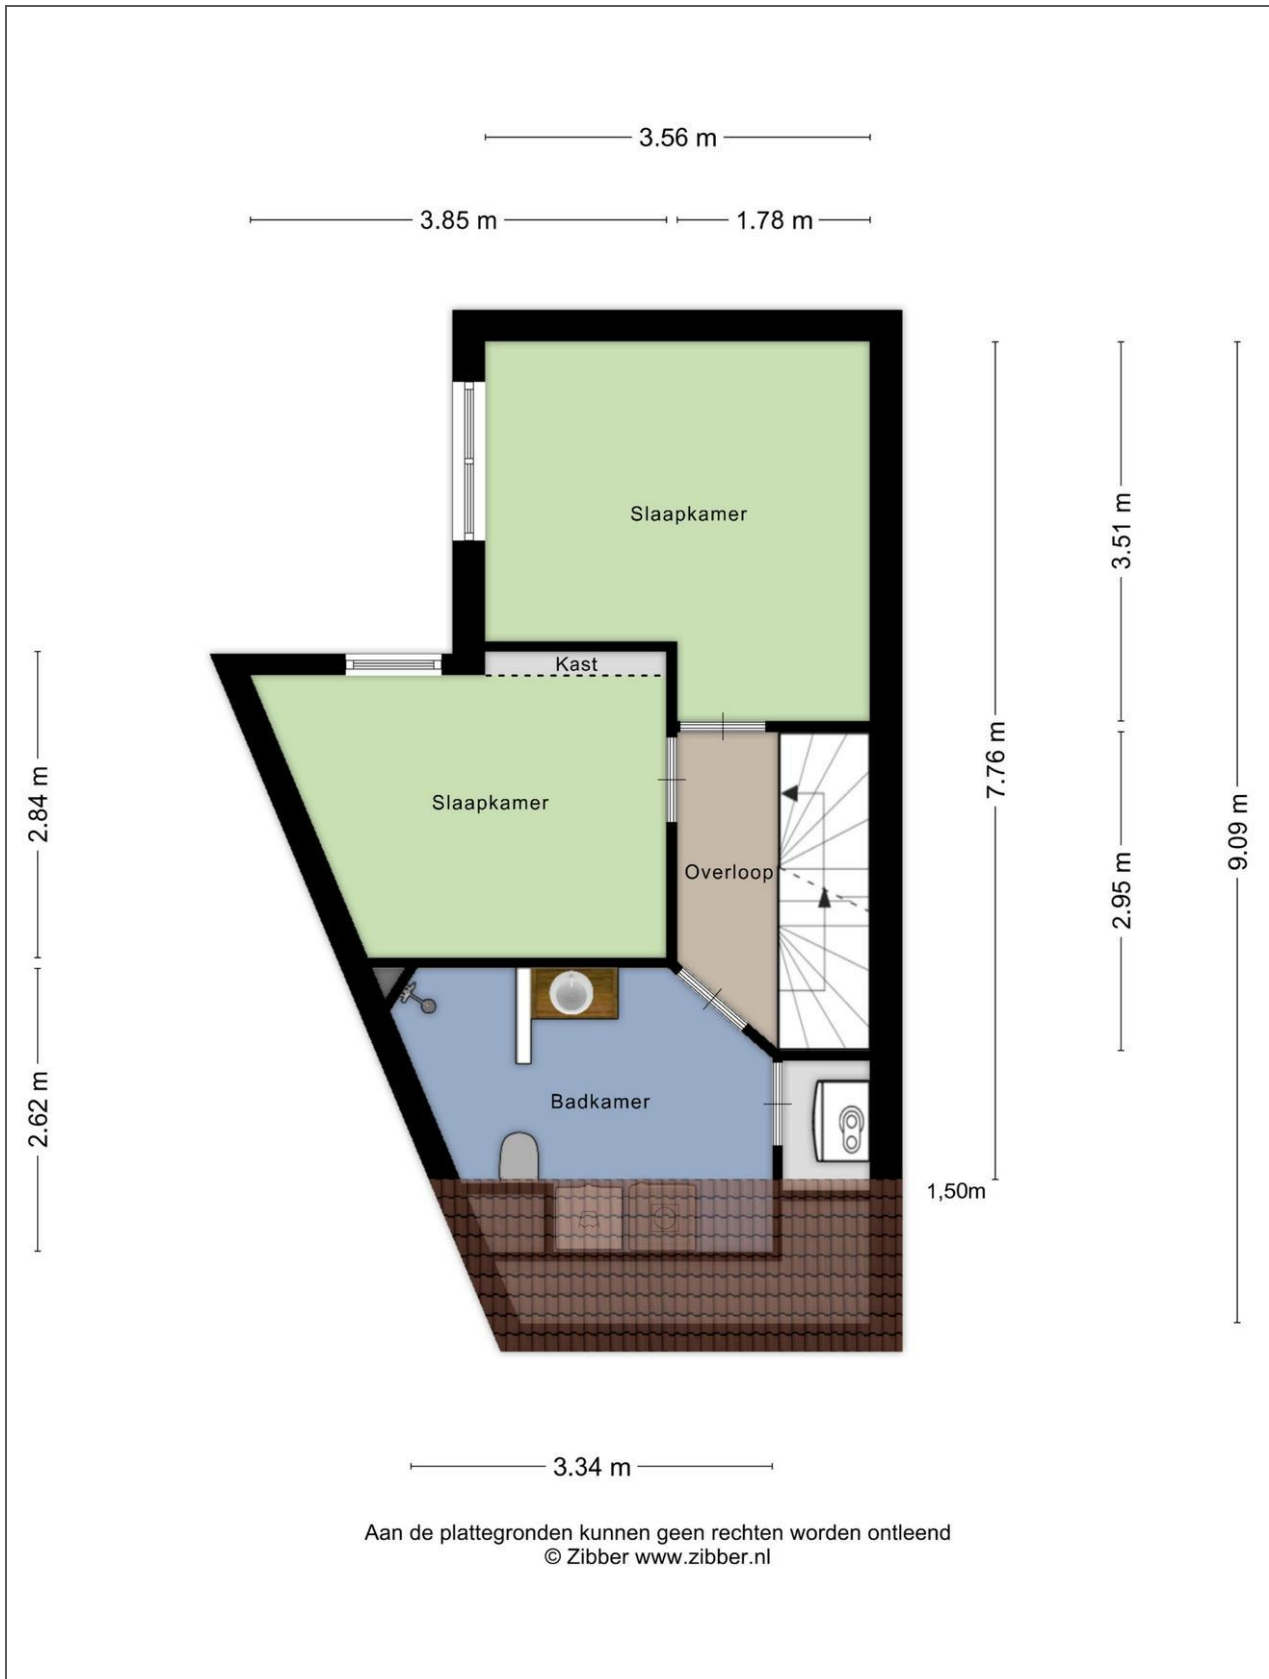 3.56 m
3.85 m
1.78 m
Slaapkamer
3.51 m
Kast
7.76 m
2.84 m
Slaapkamer
9.09 m
Overloop
2.95 m
2.62 m
Badkamer
1,50m
3.34 m
Aan de plattegronden kunnen geen rechten worden ontleend
© Zibber www.zibber.nl